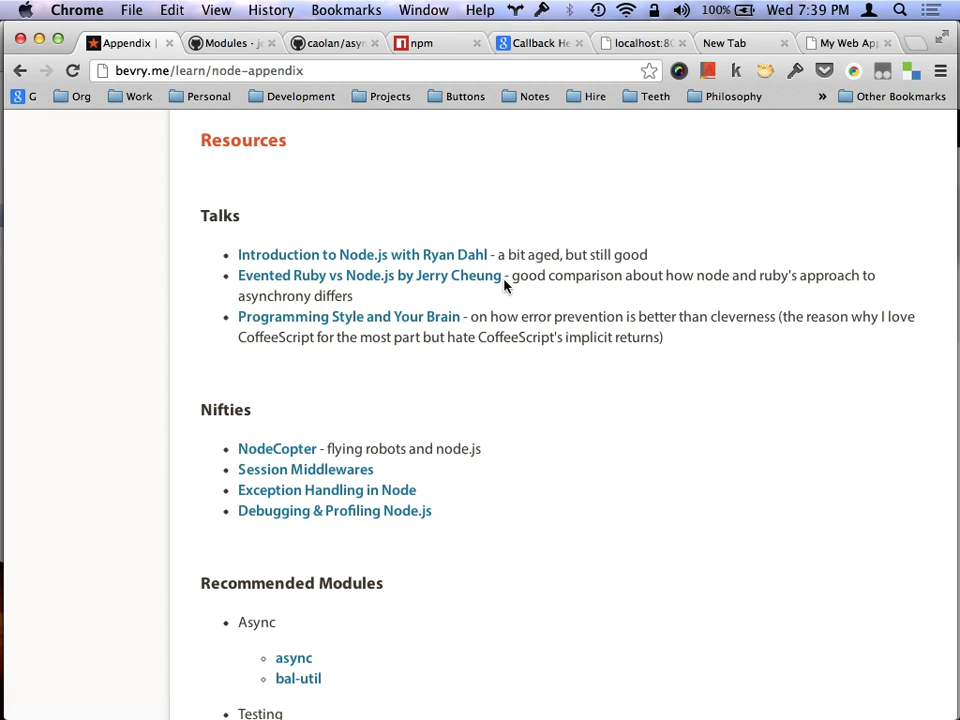 Chrome File Edit View History Bookmarks Window Help 100% Wed 7:39 PM
Appendix | Modules - jo caolan/asyn npm Callback He localhost:8 New Tab My Web Ap
bevry.me/learn/node-appendix
G Org Work Personal Development Projects Buttons Notes Hire Teeth Philosophy » Other Bookmarks
Resources
Talks
• Introduction to Node.js with Ryan Dahl - a bit aged, but still good
• Evented Ruby vs Node.js by Jerry Cheung - good comparison about how node and ruby's approach to
asynchrony differs
• Programming Style and Your Brain - on how error prevention is better than cleverness (the reason why I love
CoffeeScript for the most part but hate CoffeeScript's implicit returns)
Nifties
• NodeCopter - flying robots and node.js
• Session Middlewares
• Exception Handling in Node
• Debugging & Profiling Node.js
Recommended Modules
• Async
◦ async
◦ bal-util
• Testing